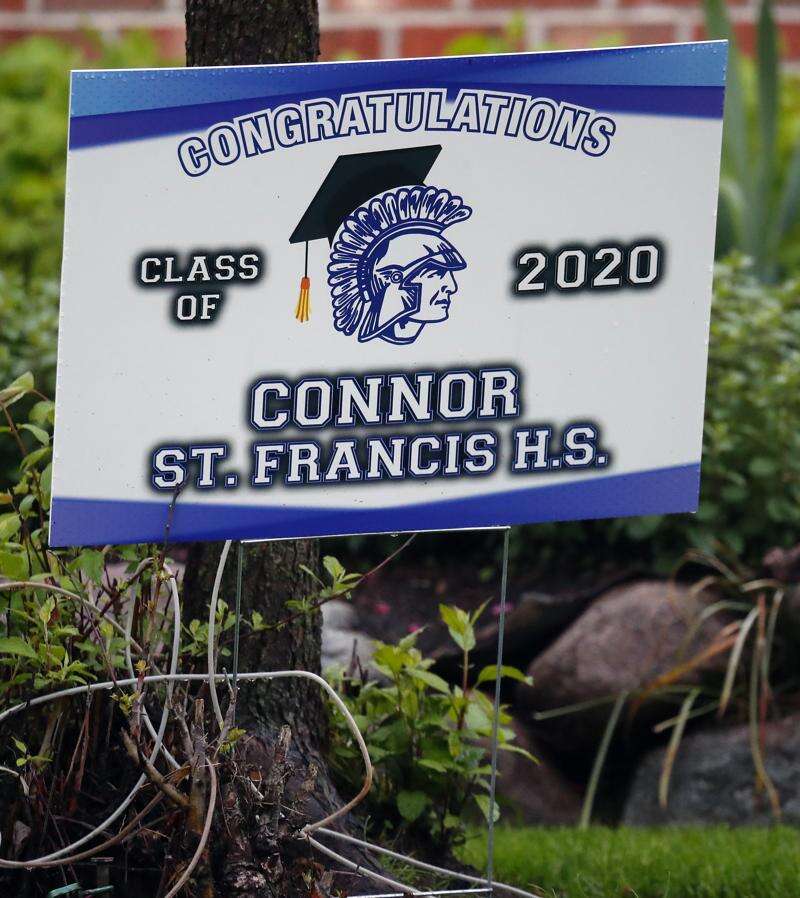 CONGRATULATIONS
CLASS
OF
2020
CONNOR
ST. FRANCIS H.S.